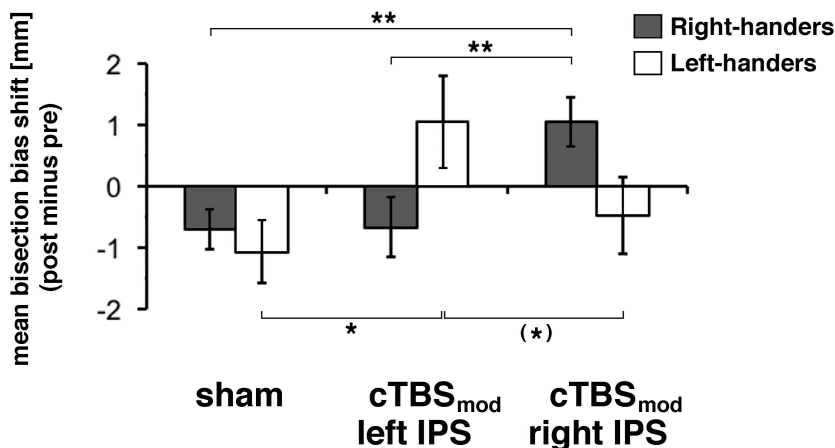 mean bisection bias shift [mm]
(post minus pre)
**
**
Right-handers
Left-handers
2
1
0
-1
-2
*
(*)
sham
cTBSmod
left IPS
cTBSmod
right IPS